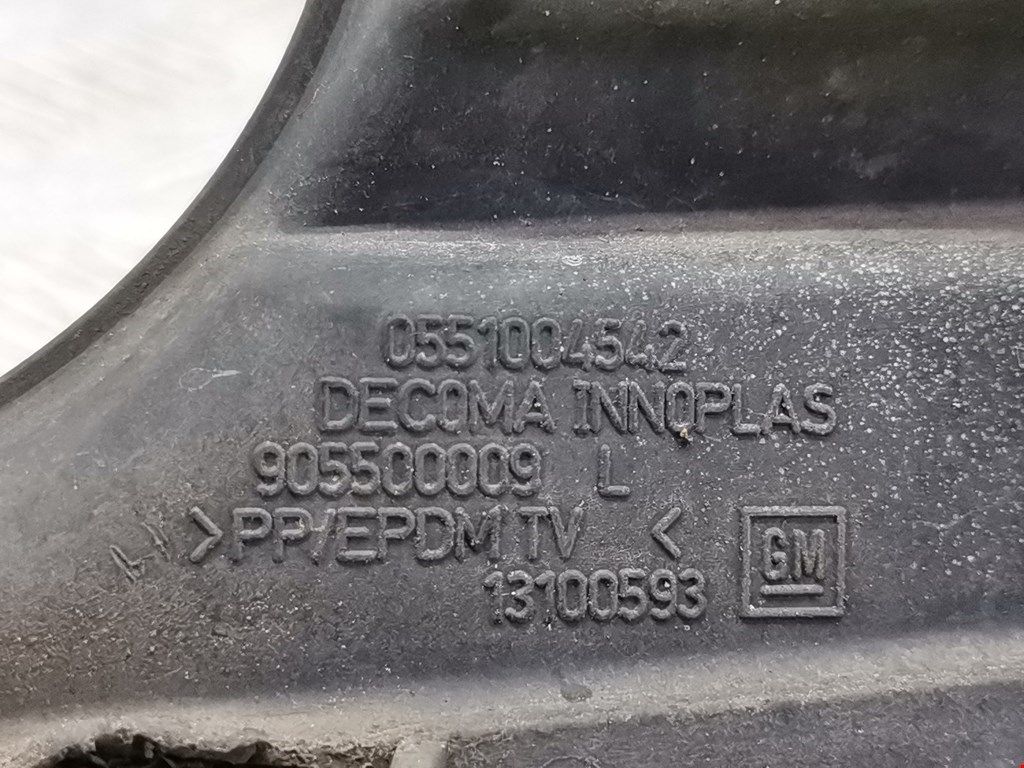 0551004542
DECOMA INNOPLAS
905500009 L
>PP/EPDM TV <
13100593
GM